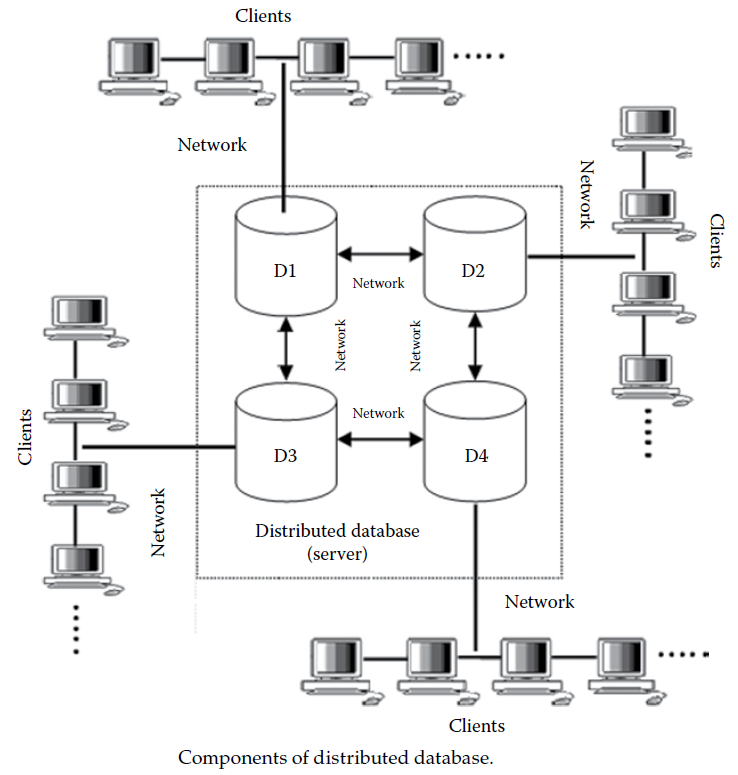 Clients
Network
Network
Clients
D1
D2
Network
Network
Network
Clients
Network
D3
D4
Network
Distributed database
(server)
Network
Clients
Components of distributed database.